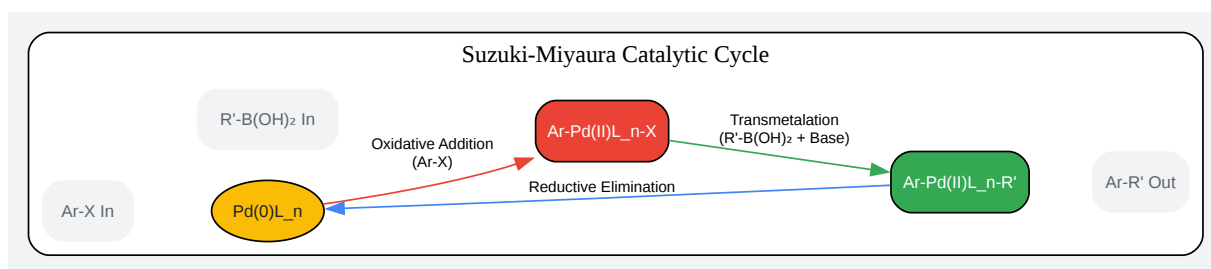 Suzuki-Miyaura Catalytic Cycle
R'-B(OH)₂ In
Ar-Pd(II)L_n-X
Transmetalation
(R'-B(OH)₂ + Base)
Oxidative Addition
(Ar-X)
Reductive Elimination
Ar-Pd(II)L_n-R'
Ar-R' Out
Ar-X In
Pd(0)L_n